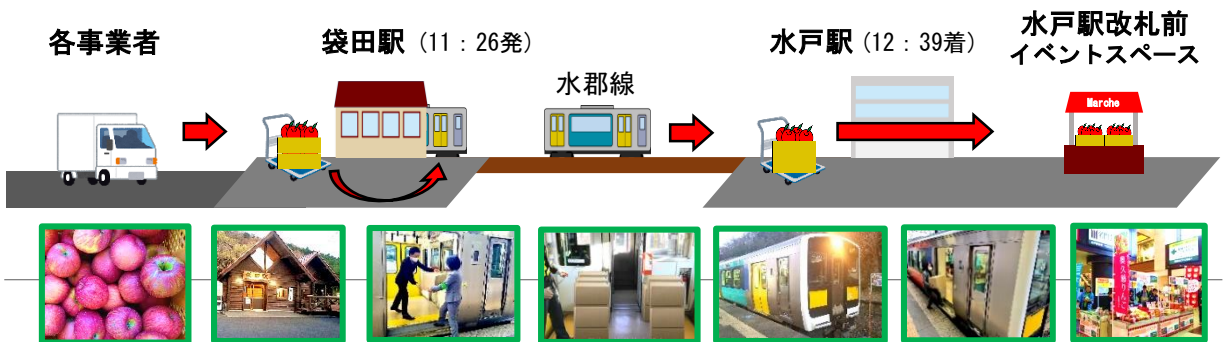 各事業者
袋田駅（11：26発）
水郡線
水戸駅（12：39着）
水戸駅改札前
イベントスペース
Marche